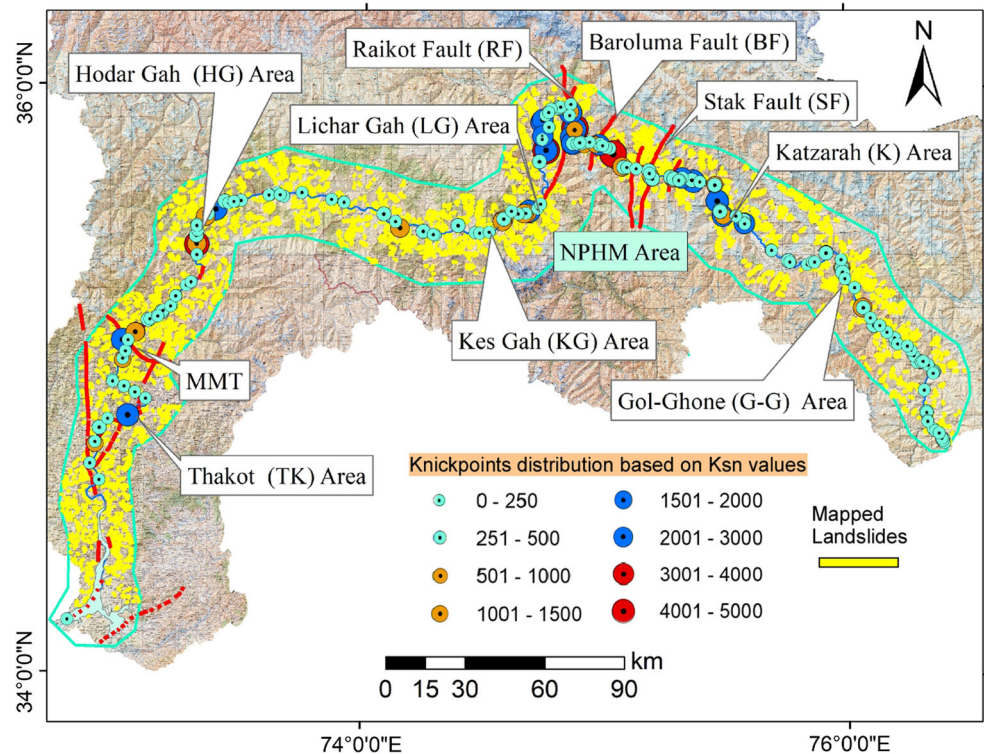 36°0'0"N
34°0'0"N
74°0'0"E
76°0'0"E
N
Raikot Fault (RF)
Baroluma Fault (BF)
Hodar Gah (HG) Area
Stak Fault (SF)
Lichar Gah (LG) Area
Katzarah (K) Area
NPHM Area
Kes Gah (KG) Area
MMT
Gol-Ghone (G-G) Area
Thakot (TK) Area
Knickpoints distribution based on Ksn values
0 - 250
251 - 500
501 - 1000
1001 - 1500
1501 - 2000
2001 - 3000
3001 - 4000
4001 - 5000
Mapped
Landslides
km
0 15 30 60 90